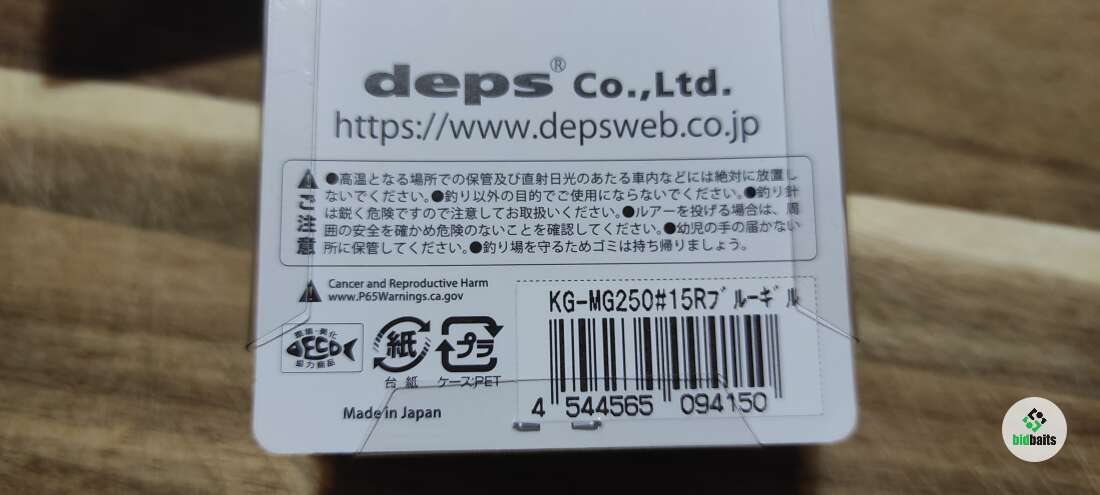 deps® Co.,Ltd.
https://www.depsweb.co.jp
ご注意
●高温となる場所での保管及び直射日光のあたる車内などには絶対に放置し
ないでください。●釣り以外の目的でご使用にならないでください。●釣り針
は鋭く危険ですので注意してお取扱いください。●ルアーを投げる場合は、周
囲の安全を確かめ危険のないことを確認してください。●幼児の手の届かない
所に保管してください。●釣り場を守るためゴミは持ち帰りましょう。
Cancer and Reproductive Harm
www.P65Warnings.ca.gov
KG-MG250#15Rブルーギル
環境・美化
ECO
協力商品
紙
台紙
プラ
ケース:PET
Made in Japan
4 544565 094150
bidbaits